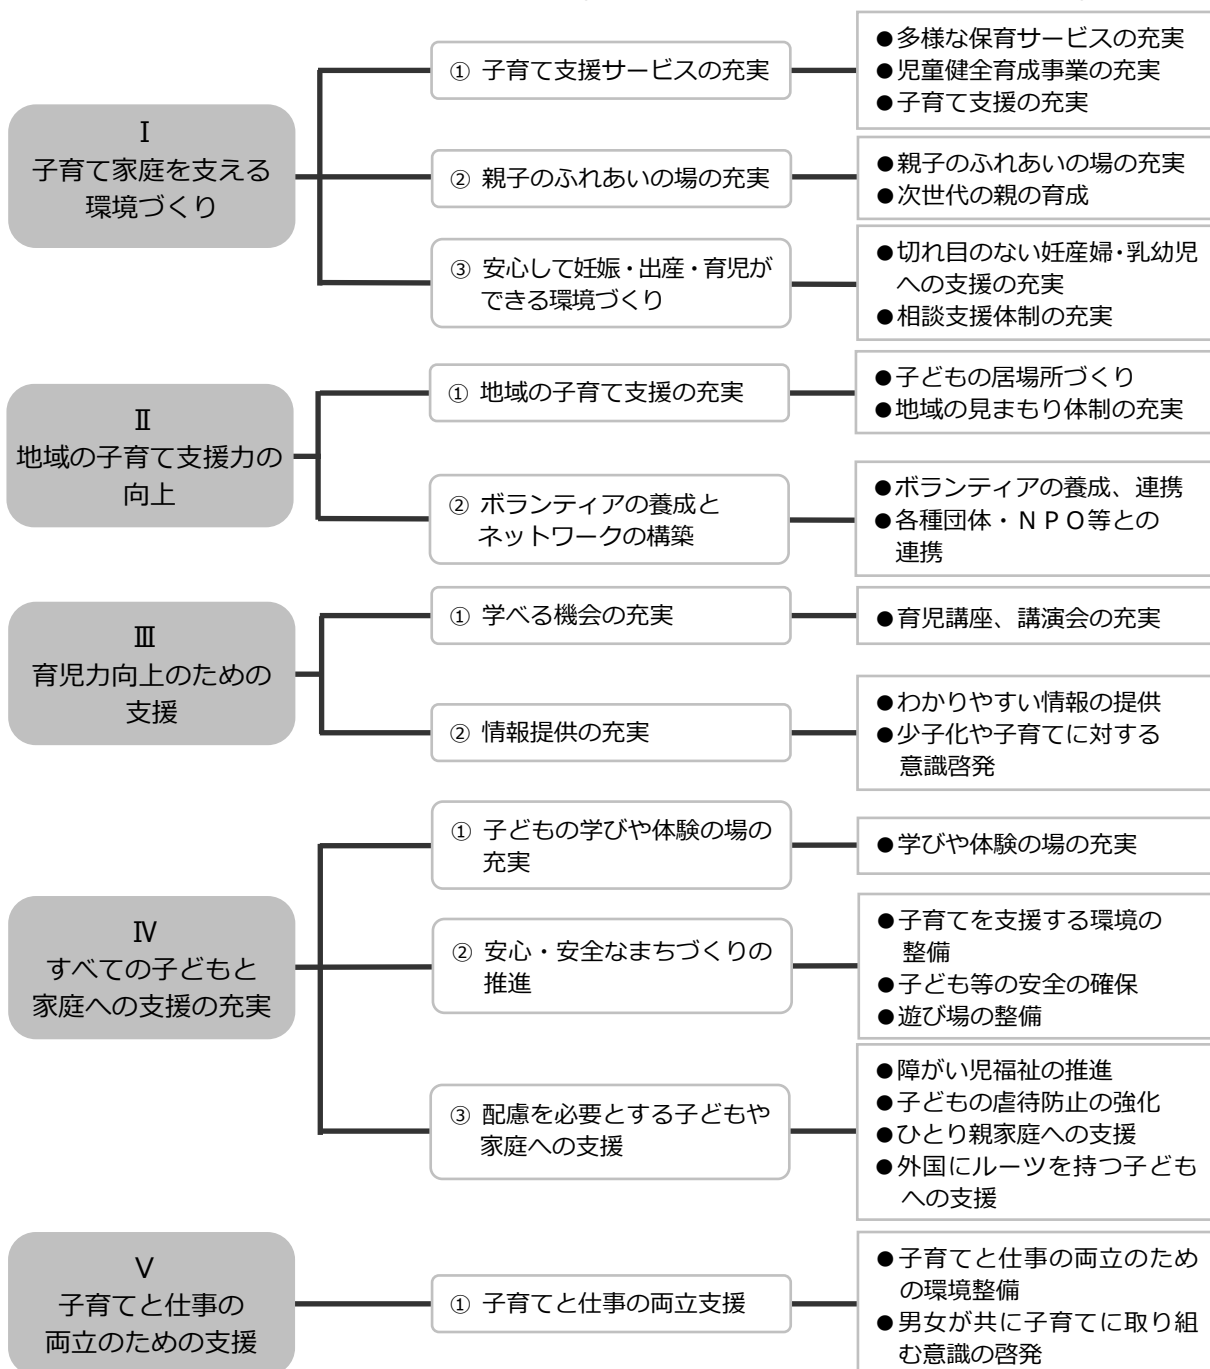 Ⅰ
子育て家庭を支える
環境づくり
① 子育て支援サービスの充実
●多様な保育サービスの充実
●児童健全育成事業の充実
●子育て支援の充実
② 親子のふれあいの場の充実
●親子のふれあいの場の充実
●次世代の親の育成
③ 安心して妊娠・出産・育児が
できる環境づくり
●切れ目のない妊産婦・乳幼児
への支援の充実
●相談支援体制の充実
Ⅱ
地域の子育て支援力の
向上
① 地域の子育て支援の充実
●子どもの居場所づくり
●地域の見まもり体制の充実
② ボランティアの養成と
ネットワークの構築
●ボランティアの養成、連携
●各種団体・ＮＰＯ等との
連携
Ⅲ
育児力向上のための
支援
① 学べる機会の充実
●育児講座、講演会の充実
② 情報提供の充実
●わかりやすい情報の提供
●少子化や子育てに対する
意識啓発
Ⅳ
すべての子どもと
家庭への支援の充実
① 子どもの学びや体験の場の
充実
●学びや体験の場の充実
② 安心・安全なまちづくりの
推進
●子育てを支援する環境の
整備
●子ども等の安全の確保
●遊び場の整備
③ 配慮を必要とする子どもや
家庭への支援
●障がい児福祉の推進
●子どもの虐待防止の強化
●ひとり親家庭への支援
●外国にルーツを持つ子ども
への支援
Ⅴ
子育てと仕事の
両立のための支援
① 子育てと仕事の両立支援
●子育てと仕事の両立のため
の環境整備
●男女が共に子育てに取り組
む意識の啓発